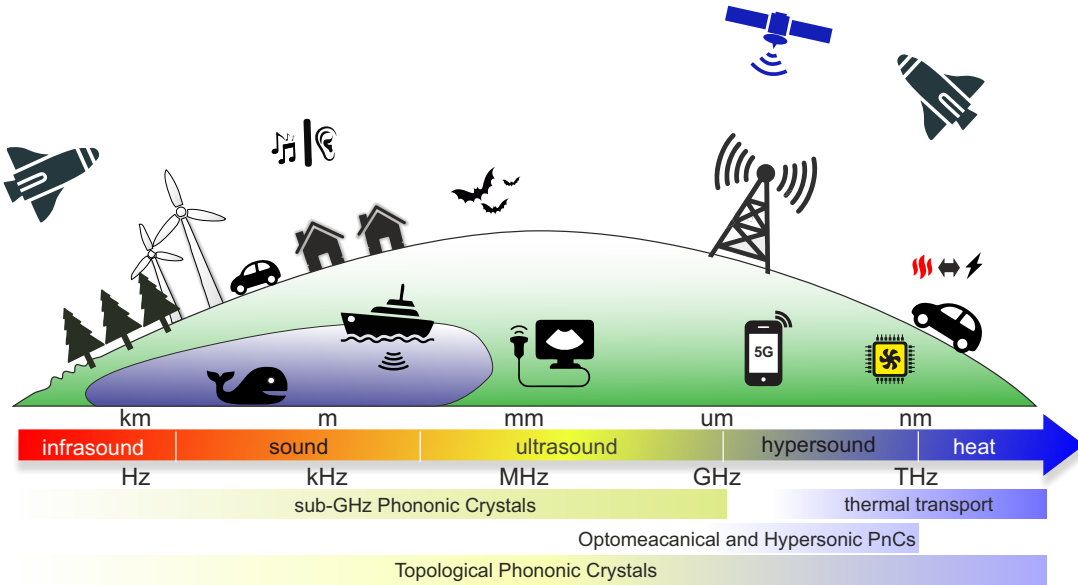 5G
km m mm um nm
infrasound sound ultrasound hypersound heat
Hz kHz MHz GHz THz
sub-GHz Phononic Crystals thermal transport
Optomeacanical and Hypersonic PnCs
Topological Phononic Crystals